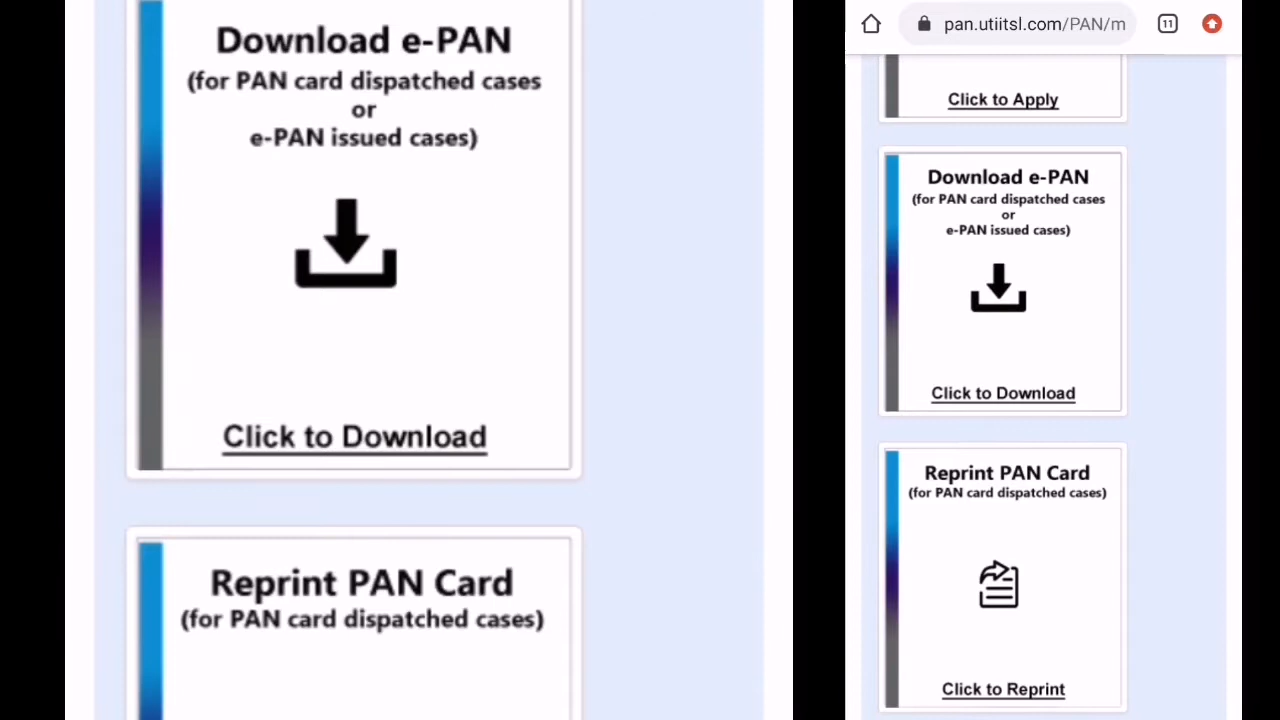 Download e-PAN
(for PAN card dispatched cases
or
e-PAN issued cases)
Click to Download
Reprint PAN Card
(for PAN card dispatched cases)
pan.utiitsl.com/PAN/m
11
Click to Apply
Download e-PAN
(for PAN card dispatched cases
or
e-PAN issued cases)
Click to Download
Reprint PAN Card
(for PAN card dispatched cases)
Click to Reprint